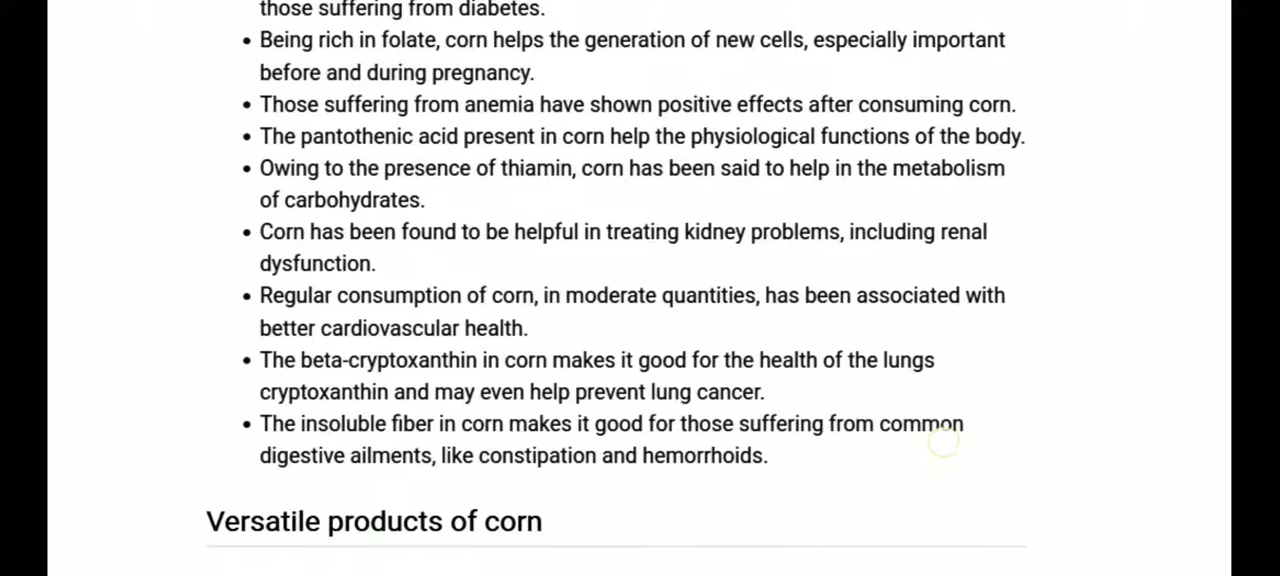 those suffering from diabetes.
• Being rich in folate, corn helps the generation of new cells, especially important
before and during pregnancy.
• Those suffering from anemia have shown positive effects after consuming corn.
• The pantothenic acid present in corn help the physiological functions of the body.
• Owing to the presence of thiamin, corn has been said to help in the metabolism
of carbohydrates.
• Corn has been found to be helpful in treating kidney problems, including renal
dysfunction.
• Regular consumption of corn, in moderate quantities, has been associated with
better cardiovascular health.
• The beta-cryptoxanthin in corn makes it good for the health of the lungs
cryptoxanthin and may even help prevent lung cancer.
• The insoluble fiber in corn makes it good for those suffering from common
digestive ailments, like constipation and hemorrhoids.
Versatile products of corn